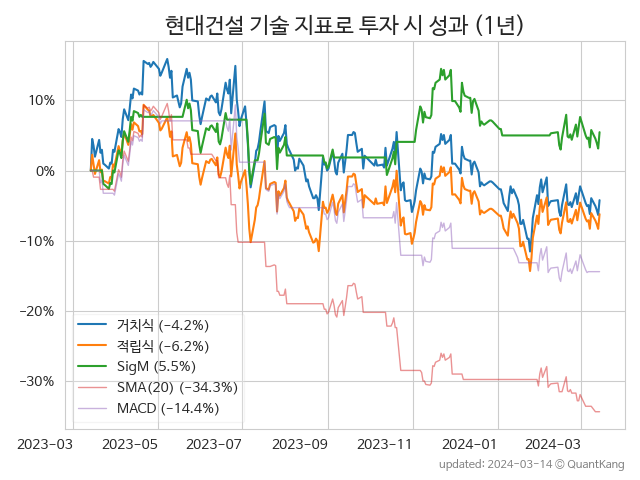 현대건설 기술 지표로 투자 시 성과 (1년)
10%
0%
−10%
−20%
−30%
거치식 (−4.2%)
적립식 (−6.2%)
SigM (5.5%)
SMA(20) (−34.3%)
MACD (−14.4%)
2023-03 2023-05 2023-07 2023-09 2023-11 2024-01 2024-03
updated: 2024-03-14 © QuantKang